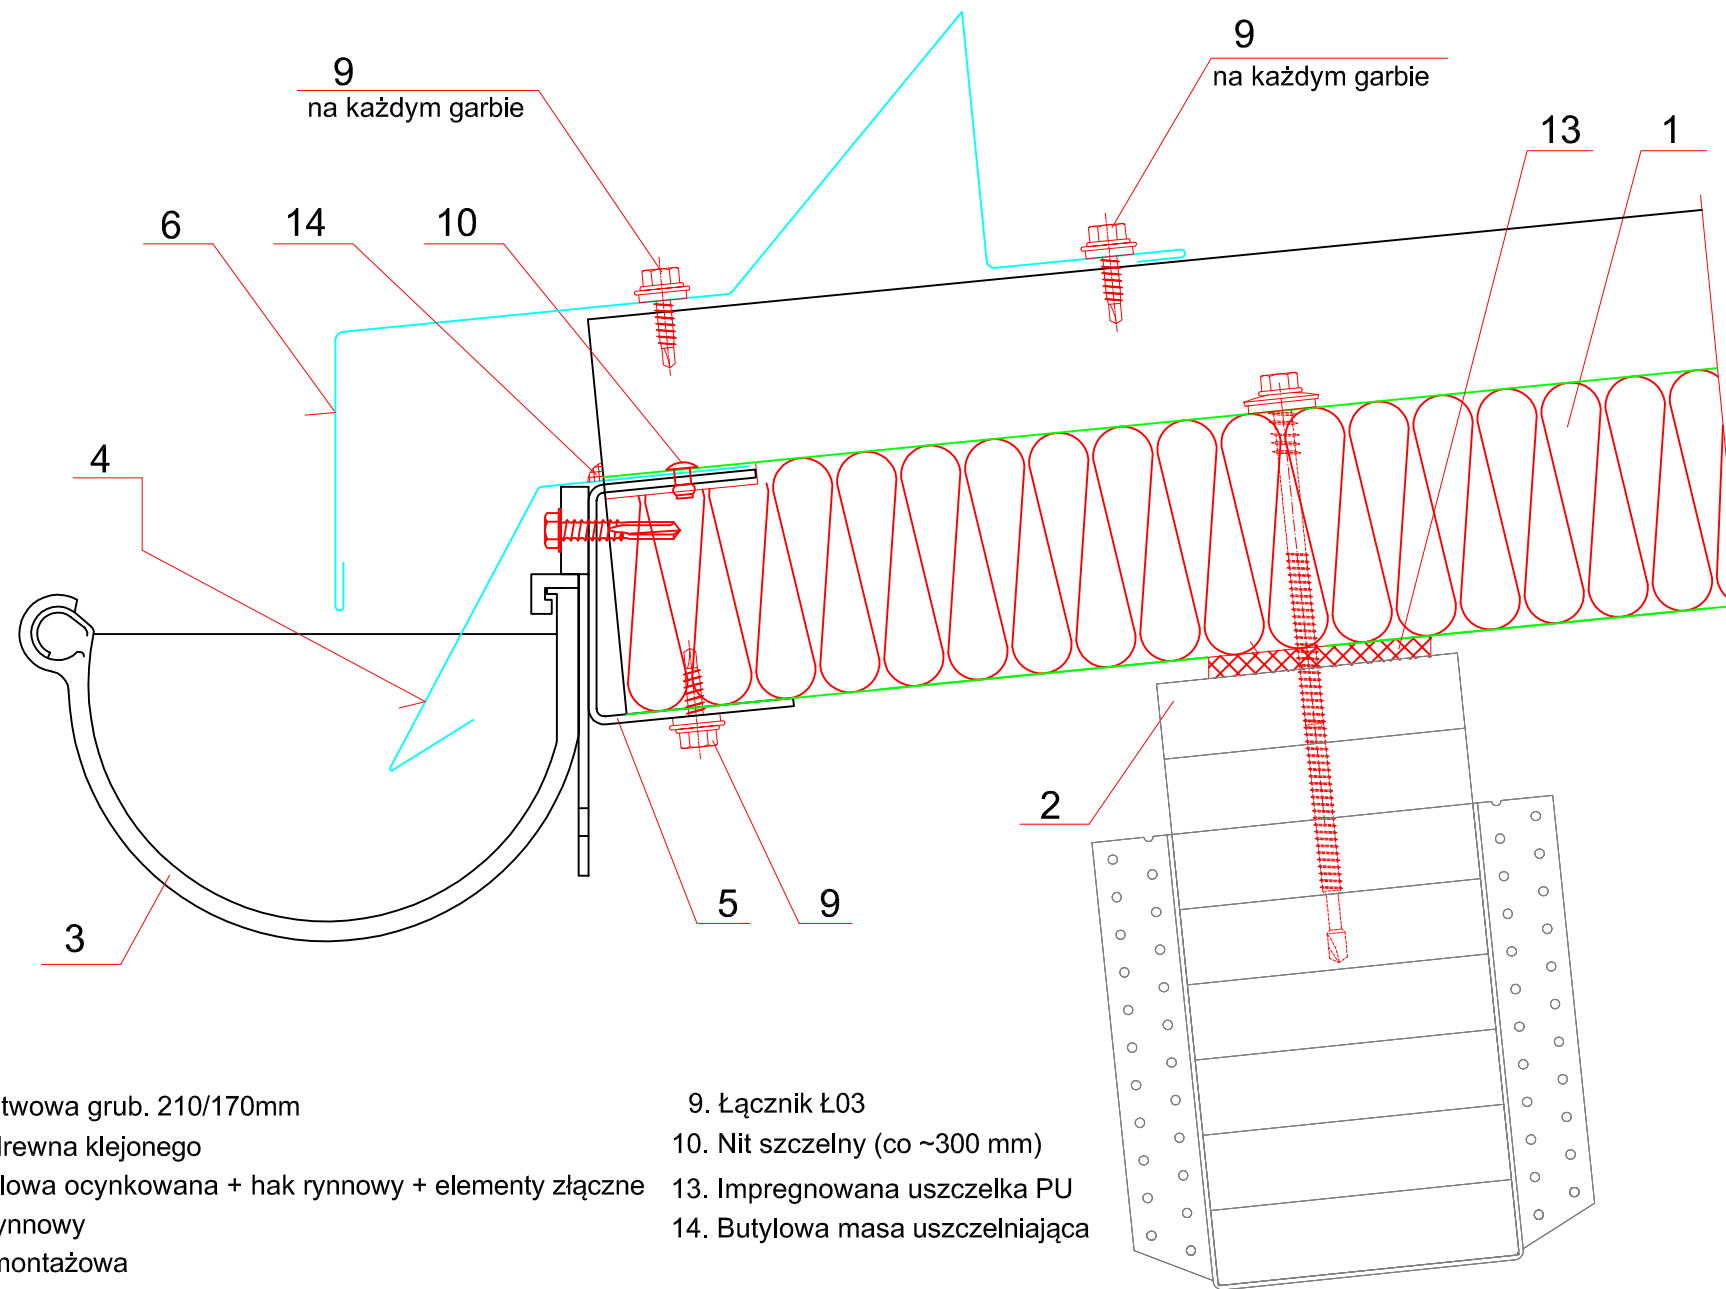 9
na każdym garbie
9
na każdym garbie
13
1
6
14
10
4
2
5
9
3
twowa grub. 210/170mm
drewna klejonego
lowa ocynkowana + hak rynnowy + elementy złączne
ynnowy
montażowa
9. Łącznik Ł03
10. Nit szczelny (co ~300 mm)
13. Impregnowana uszczelka PU
14. Butylowa masa uszczelniająca